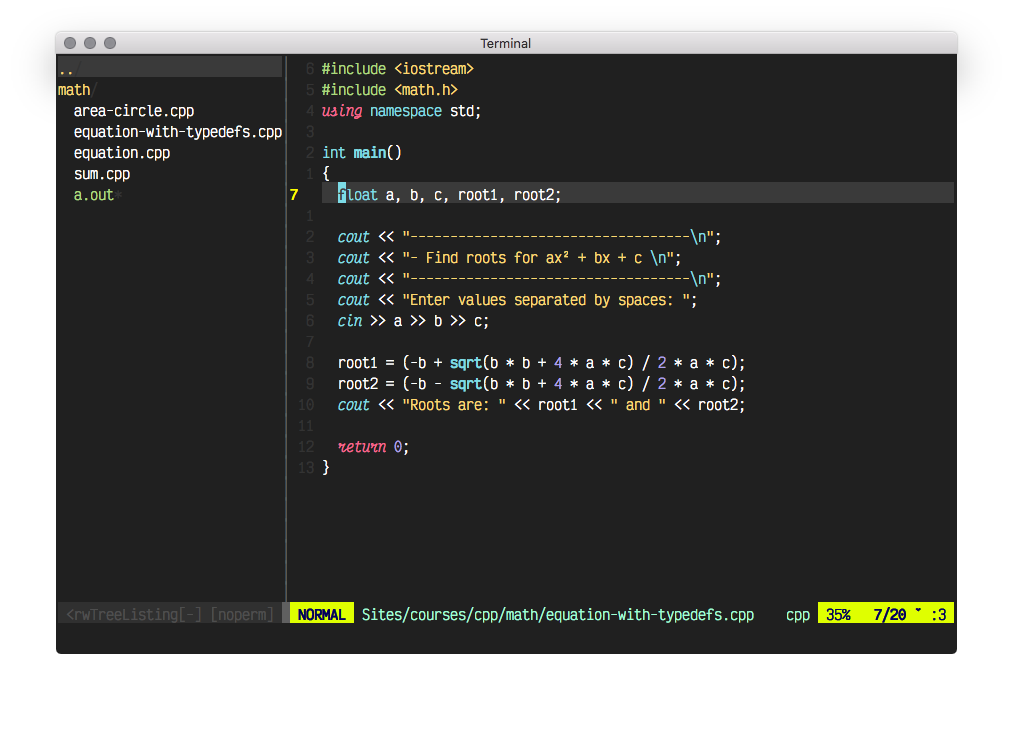 Terminal
../
math/
area-circle.cpp
equation-with-typedefs.cpp
equation.cpp
sum.cpp
a.out*
6 #include <iostream>
5 #include <math.h>
4 using namespace std;
3
2 int main()
1 {
7 float a, b, c, root1, root2;
1
2 cout << "-----------------------------------\n";
3 cout << "- Find roots for ax² + bx + c \n";
4 cout << "-----------------------------------\n";
5 cout << "Enter values separated by spaces: ";
6 cin >> a >> b >> c;
7
8 root1 = (-b + sqrt(b * b + 4 * a * c) / 2 * a * c);
9 root2 = (-b - sqrt(b * b + 4 * a * c) / 2 * a * c);
10 cout << "Roots are: " << root1 << " and " << root2;
11
12 return 0;
13 }
<rwTreeListing[-] [noperm] NORMAL Sites/courses/cpp/math/equation-with-typedefs.cpp cpp 35% 7/20 :3